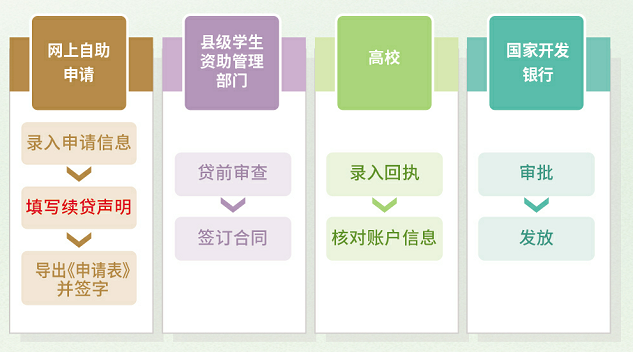 网上自助
申请
录入申请信息
填写续贷声明
导出《申请表》
并签字
县级学生
资助管理
部门
贷前审查
签订合同
高校
录入回执
核对账户信息
国家开发
银行
审批
发放